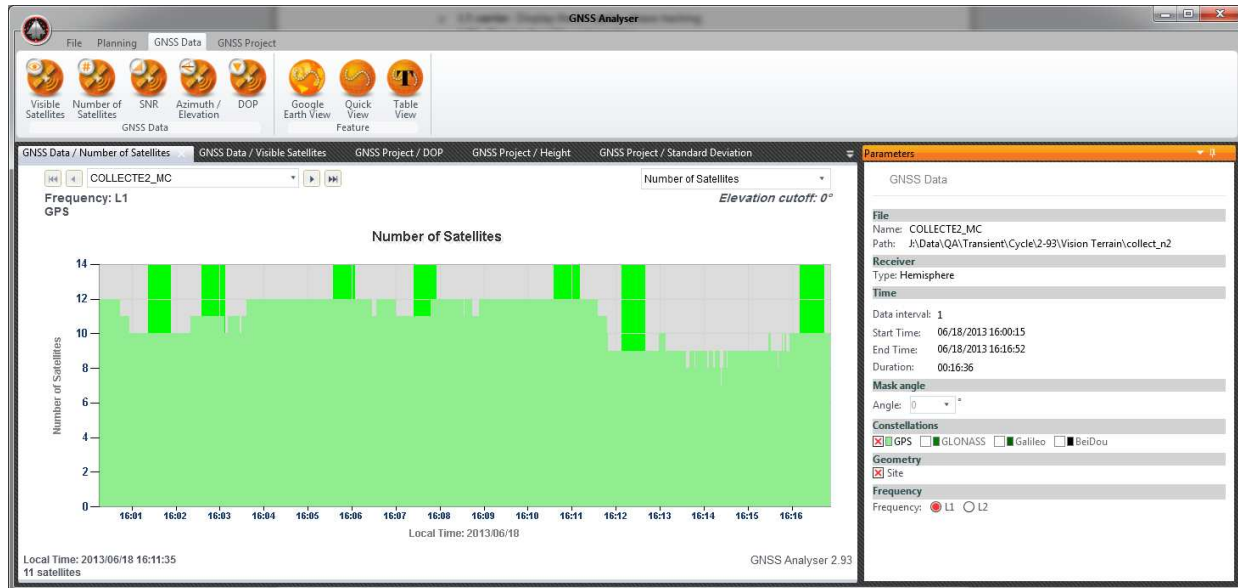 GNSS Analyser
File Planning GNSS Data GNSS Project
Visible Satellites
Number of Satellites
SNR
Azimuth / Elevation
DOP
Google Earth View
Quick View
Table View
GNSS Data
Feature
GNSS Data / Number of Satellites
GNSS Data / Visible Satellites
GNSS Project / DOP
GNSS Project / Height
GNSS Project / Standard Deviation
COLLECTE2_MC
Number of Satellites
Frequency: L1
GPS
Elevation cutoff: 0°
Number of Satellites
Number of Satellites
14
12
10
8
6
4
2
0
16:01 16:02 16:03 16:04 16:05 16:06 16:07 16:08 16:09 16:10 16:11 16:12 16:13 16:14 16:15 16:16
Local Time: 2013/06/18
Local Time: 2013/06/18 16:11:35
11 satellites
GNSS Analyser 2.93
Parameters
GNSS Data
File
Name: COLLECTE2_MC
Path: J:\Data\QA\Transient\Cycle\2-93\Vision Terrain\collect_n2
Receiver
Type: Hemisphere
Time
Data interval: 1
Start Time: 06/18/2013 16:00:15
End Time: 06/18/2013 16:16:52
Duration: 00:16:36
Mask angle
Angle: 0 °
Constellations
GPS GLONASS Galileo BeiDou
Geometry
Site
Frequency
Frequency: L1 L2